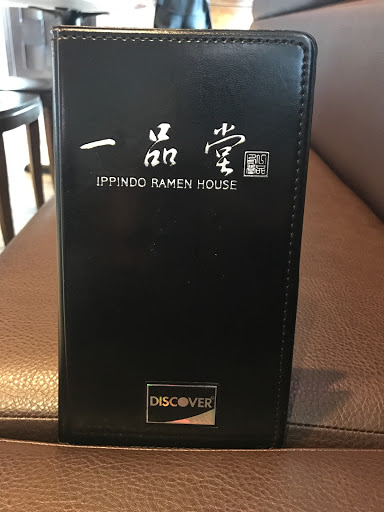 一品堂
IPPINDO RAMEN HOUSE
DISCOVER